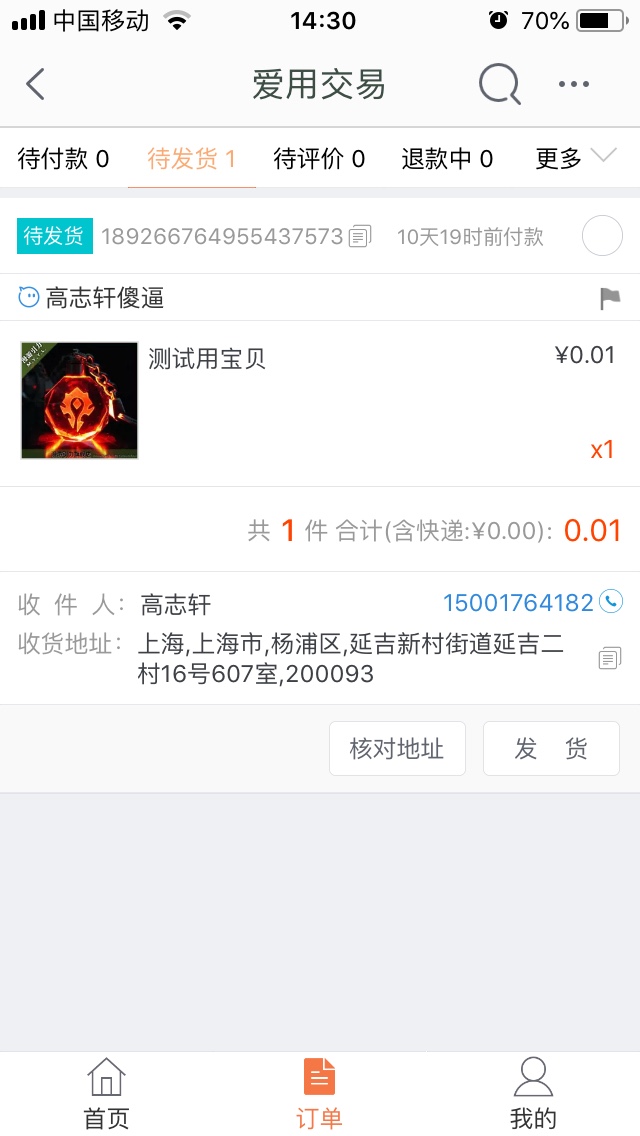 中国移动 14:30 70%
爱用交易
待付款 0 待发货 1 待评价 0 退款中 0 更多
待发货 189266764955437573 10天19时前付款
高志轩傻逼
测试用宝贝 ¥0.01
x1
共 1 件 合计(含快递:¥0.00): 0.01
收 件 人: 高志轩 15001764182
收货地址: 上海,上海市,杨浦区,延吉新村街道延吉二
村16号607室,200093
核对地址 发 货
首页 订单 我的